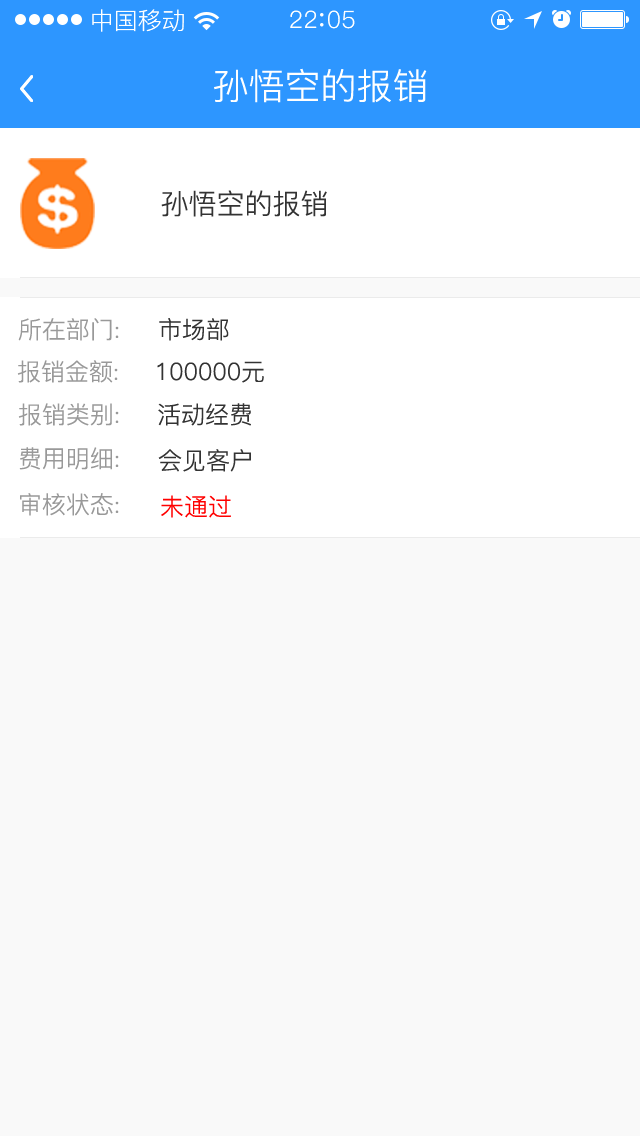 中国移动 22:05
孙悟空的报销
孙悟空的报销
所在部门: 市场部
报销金额: 100000元
报销类别: 活动经费
费用明细: 会见客户
审核状态: 未通过